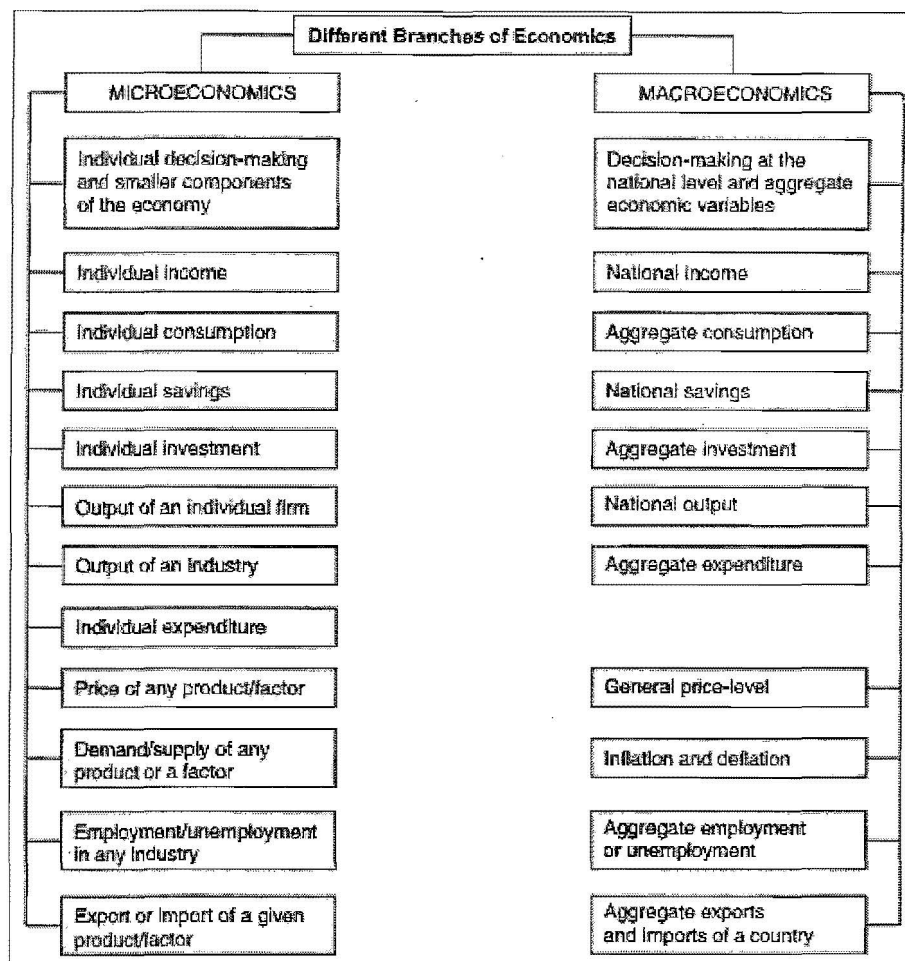 Different Branches of Economics
MICROECONOMICS
Individual decision-making
and smaller components
of the economy
Individual income
Individual consumption
Individual savings
Individual investment
Output of an individual firm
Output of an industry
Individual expenditure
Price of any product/factor
Demand/supply of any
product or a factor
Employment/unemployment
in any industry
Export or import of a given
product/factor
MACROECONOMICS
Decision-making at the
national level and aggregate
economic variables
National income
Aggregate consumption
National savings
Aggregate investment
National output
Aggregate expenditure
General price-level
Inflation and deflation
Aggregate employment
or unemployment
Aggregate exports
and imports of a country